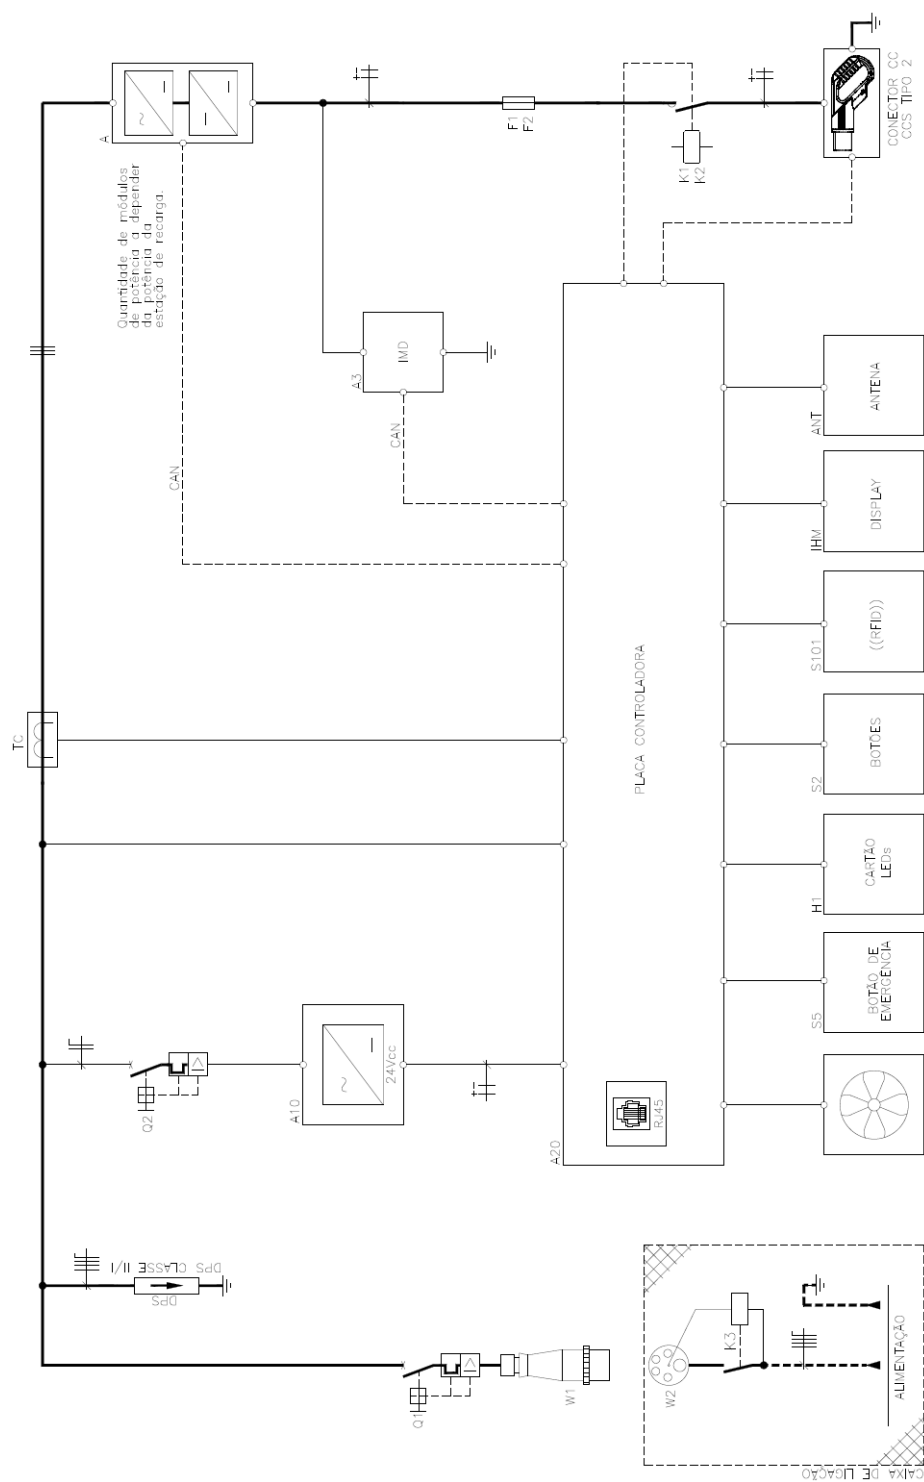 A
Quantidade de módulos
de potência a depender
da potência da
estação de recarga.
CAN
F1
F2
K1
K2
CONECTOR CC
CCS TIPO 2
A3
IMD
CAN
TC
PLACA CONTROLADORA
A20
RJ45
ANT
ANTENA
IHM
DISPLAY
S101
((RFID))
S2
BOTÕES
H1
CARTÃO
LEDs
S5
BOTÃO DE
EMERGÊNCIA
Q2
A10
24Vcc
DPS CLASSE II/I
DPS
Q1
W1
W2
K3
ALIMENTAÇÃO
CAIXA DE LIGAÇÃO